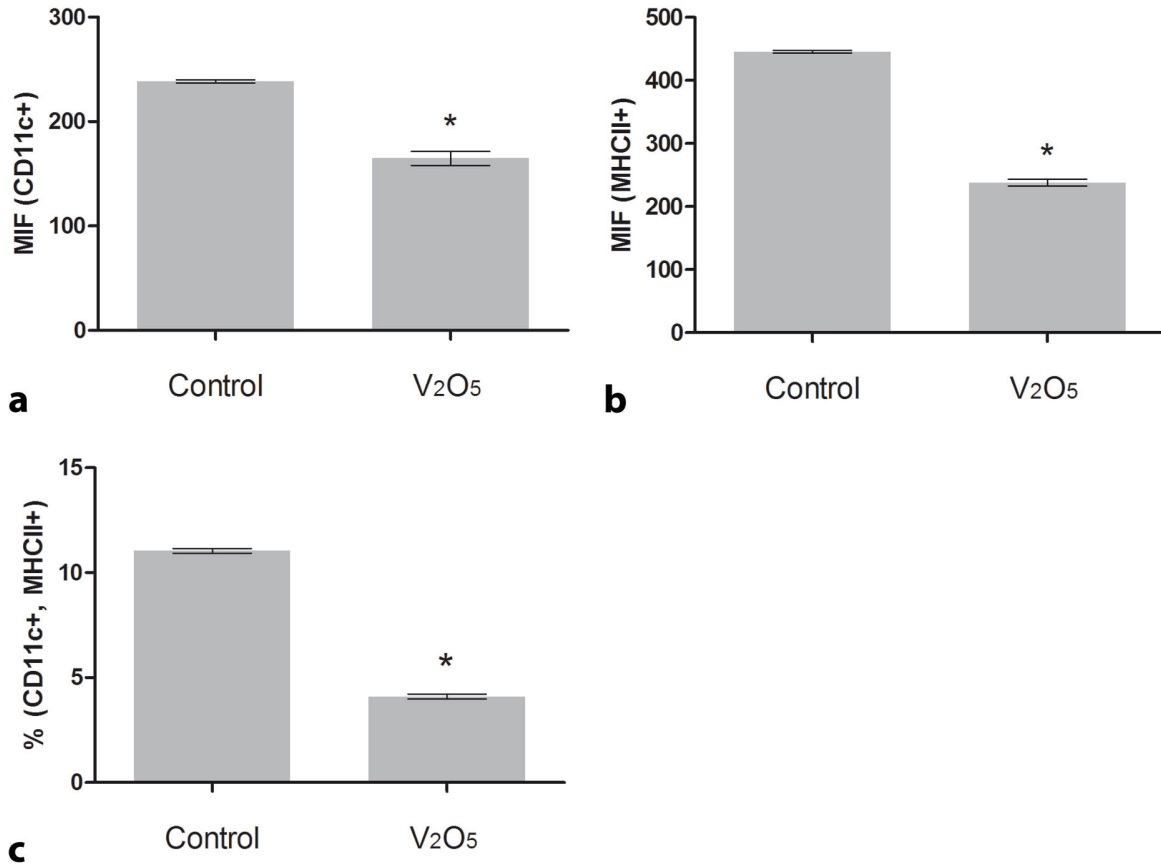 300
200
100
0
MIF (CD11c+)
*
Control
V₂O₅
a
500
400
300
200
100
0
MIF (MHCII+)
*
Control
V₂O₅
b
15
10
5
0
% (CD11c+, MHCII+)
*
Control
V₂O₅
c